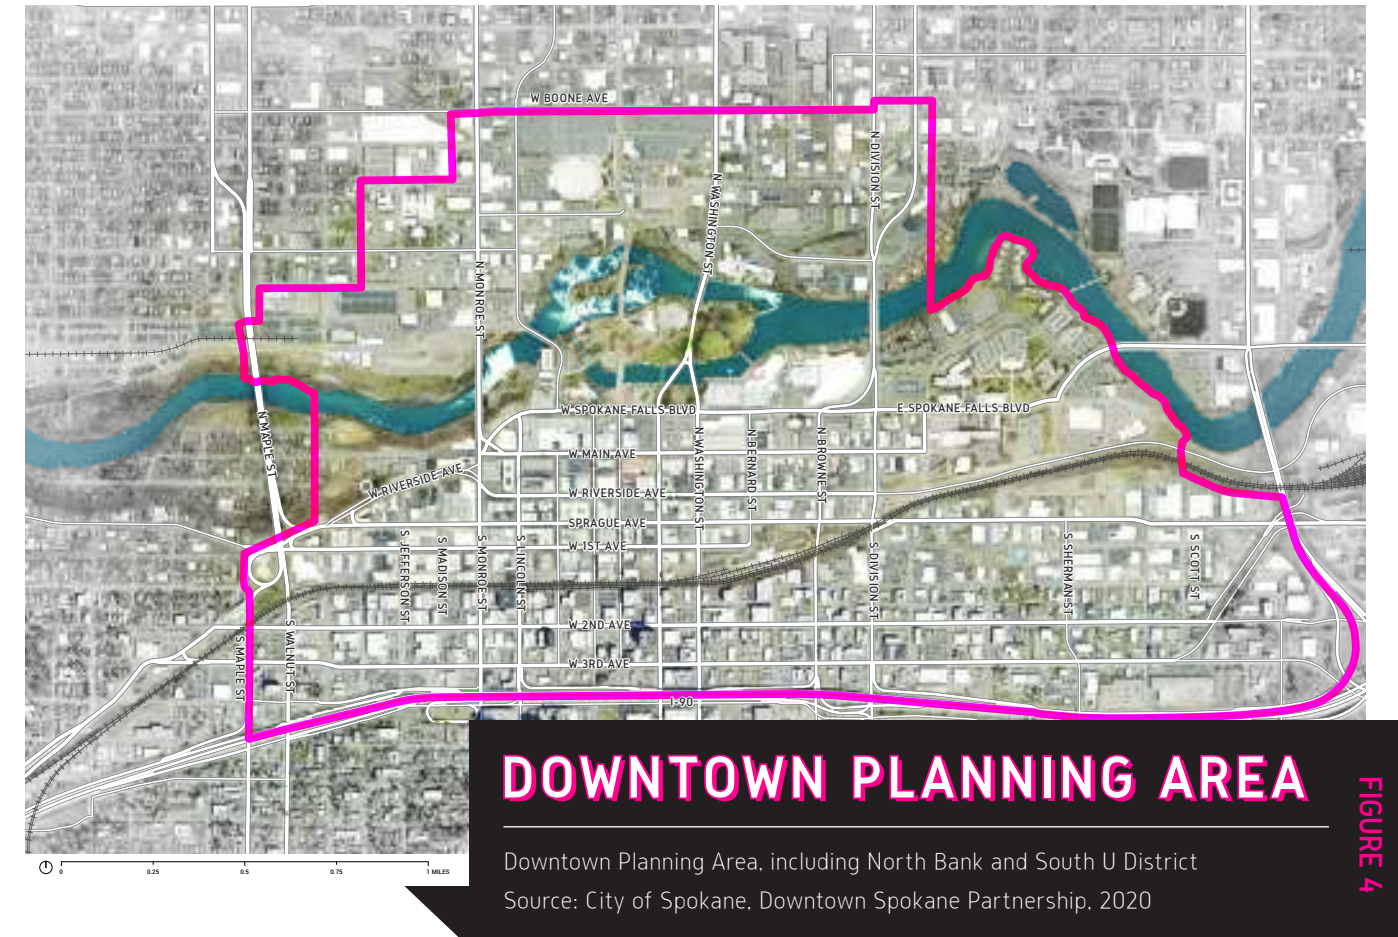 W BOONE AVE
N DIVISION ST
N WASHINGTON ST
N MONROE ST
N MAPLE ST
W SPOKANE FALLS BLVD
E SPOKANE FALLS BLVD
W MAIN AVE
N WASHINGTON ST
N BERNARD ST
N BROWNE ST
W RIVERSIDE AVE
W RIVERSIDE AVE
SPRAGUE AVE
W 1ST AVE
S JEFFERSON ST
S MADISON ST
S MONROE ST
S LINCOLN ST
S DIVISION ST
S SHERMAN ST
S SCOTT ST
W 2ND AVE
S MAPLE ST
S WALNUT ST
W 3RD AVE
I-90
DOWNTOWN PLANNING AREA
FIGURE 4
Downtown Planning Area, including North Bank and South U District
Source: City of Spokane, Downtown Spokane Partnership, 2020
0 0.25 0.5 0.75 1 MILES